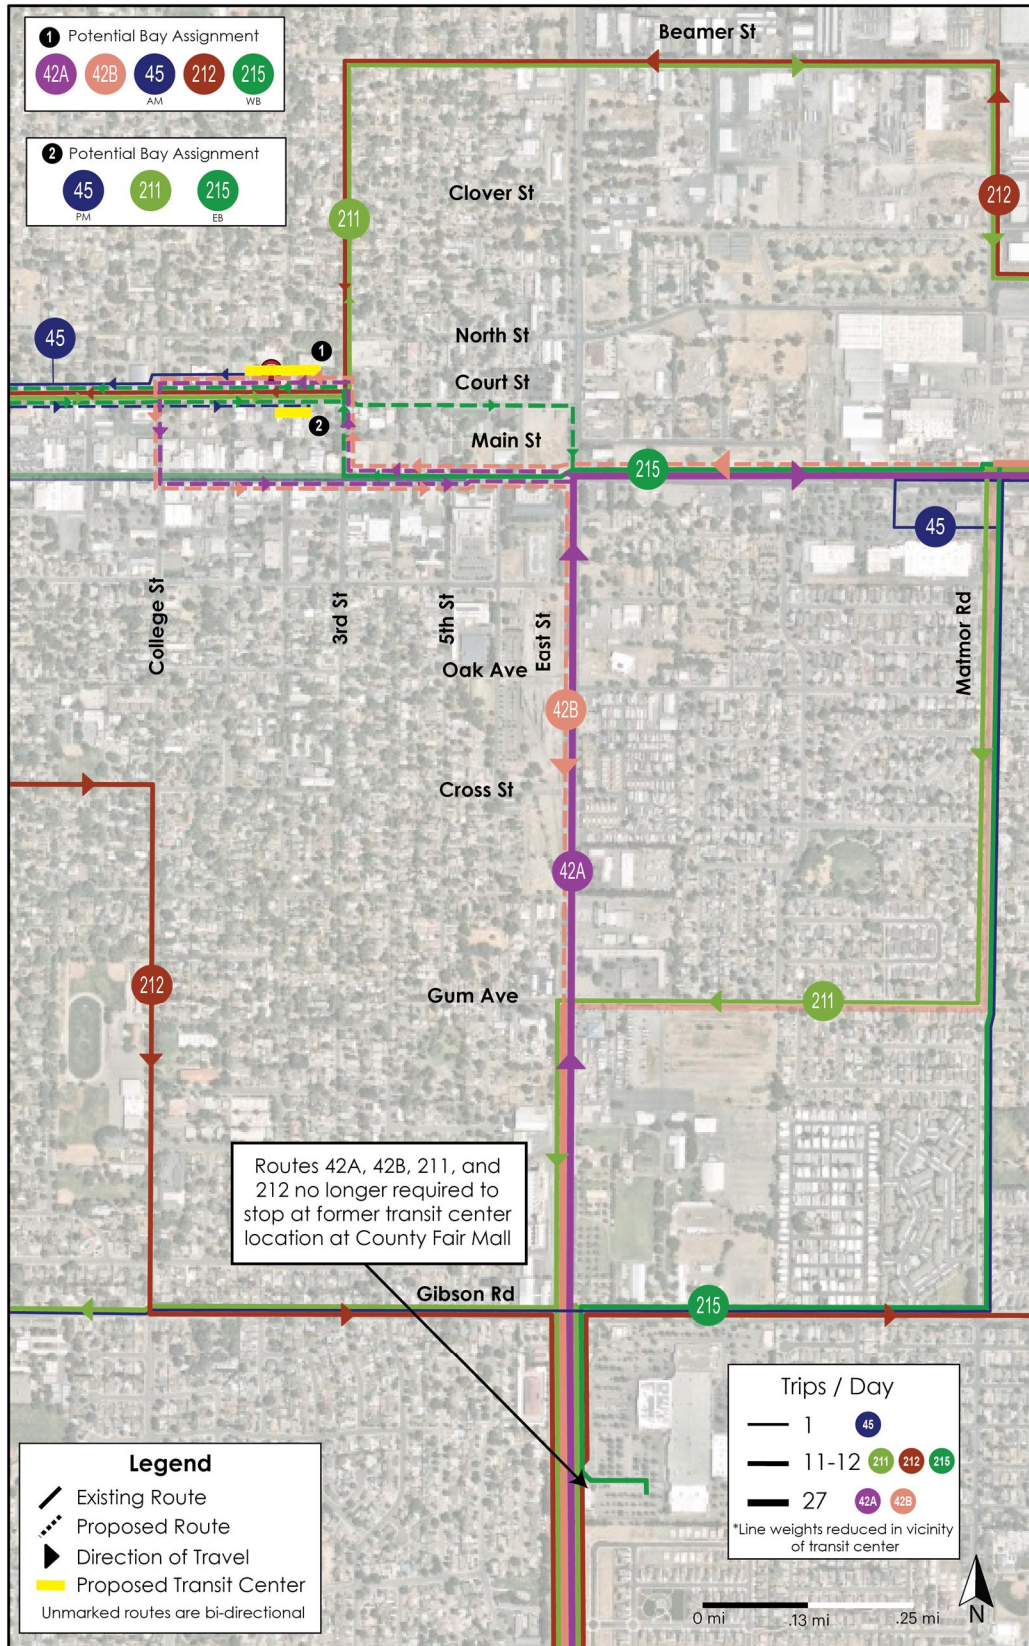 1 Potential Bay Assignment
42A 42B 45 212 215
AM WB
2 Potential Bay Assignment
45 211 215
PM EB
Beamer St
Clover St
212
211
North St
45
1
Court St
2
Main St
215
45
College St
3rd St
5th St
East St
Matmor Rd
Oak Ave
42B
Cross St
42A
212
Gum Ave
211
Routes 42A, 42B, 211, and
212 no longer required to
stop at former transit center
location at County Fair Mall
Gibson Rd
215
Trips / Day
1 45
11-12 211 212 215
27 42A 42B
*Line weights reduced in vicinity
of transit center
Legend
Existing Route
Proposed Route
Direction of Travel
Proposed Transit Center
Unmarked routes are bi-directional
0 mi .13 mi .25 mi
N